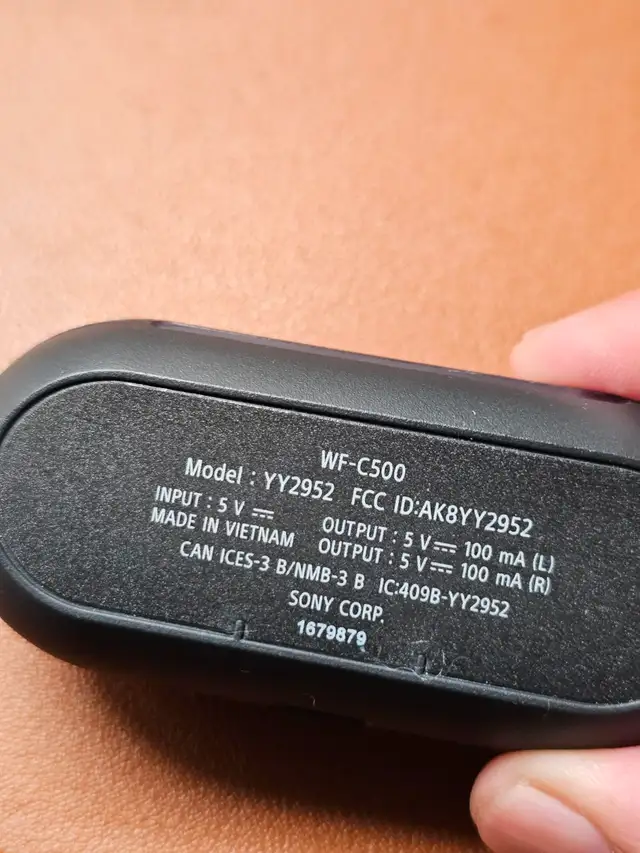 WF-C500
Model : YY2952 FCC ID:AK8YY2952
INPUT : 5 V ⎓ OUTPUT : 5 V ⎓ 100 mA (L)
MADE IN VIETNAM OUTPUT : 5 V ⎓ 100 mA (R)
CAN ICES-3 B/NMB-3 B IC:409B-YY2952
SONY CORP.
1679879